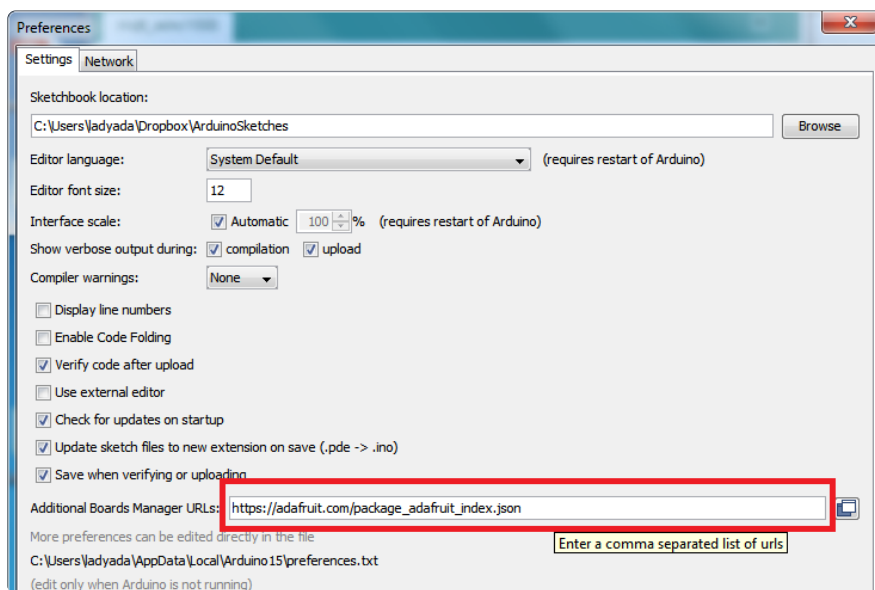 Preferences
Settings Network
Sketchbook location:
C:\Users\ladyada\Dropbox\ArduinoSketches Browse
Editor language: System Default (requires restart of Arduino)
Editor font size: 12
Interface scale: Automatic 100 % (requires restart of Arduino)
Show verbose output during: compilation upload
Compiler warnings: None
Display line numbers
Enable Code Folding
Verify code after upload
Use external editor
Check for updates on startup
Update sketch files to new extension on save (.pde -> .ino)
Save when verifying or uploading
Additional Boards Manager URLs: https://adafruit.com/package_adafruit_index.json
More preferences can be edited directly in the file
Enter a comma separated list of urls
C:\Users\ladyada\AppData\Local\Arduino15\preferences.txt
(edit only when Arduino is not running)